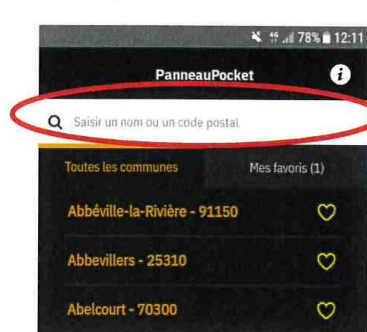 4G 78% 12:11
PanneauPocket
Saisir un nom ou un code postal
Toutes les communes Mes favoris (1)
Abbéville-la-Rivière - 91150
Abbevillers - 25310
Abelcourt - 70300